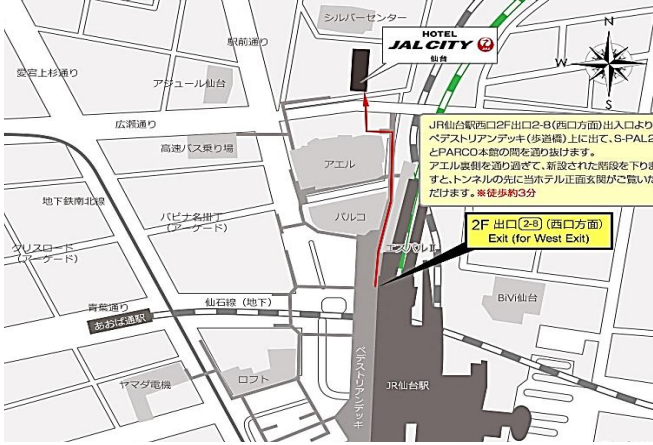 シルバーセンター
HOTEL
JAL CITY
仙台
N
W
E
S
駅前通り
愛宕上杉通り
アジュール仙台
広瀬通り
高速バス乗り場
アエル
JR仙台駅西口2F出口2-8(西口方面)出入口より
ペデストリアンデッキ(歩道橋)上に出て、S-PAL2
とPARCO本館の間を通り抜けます。
アエル裏側を通り過ぎて、新設された階段を下りま
すと、トンネルの先に当ホテル正面玄関がご覧いた
だけます。※徒歩約3分
地下鉄南北線
パルコ
ハピナ名掛丁
(アーケード)
2F 出口 2-8 (西口方面)
Exit (for West Exit)
クリスロード
(アーケード)
エスパルII
BiVi仙台
青葉通り
仙石線(地下)
あおば通駅
ペデストリアンデッキ
ロフト
ヤマダ電機
JR仙台駅